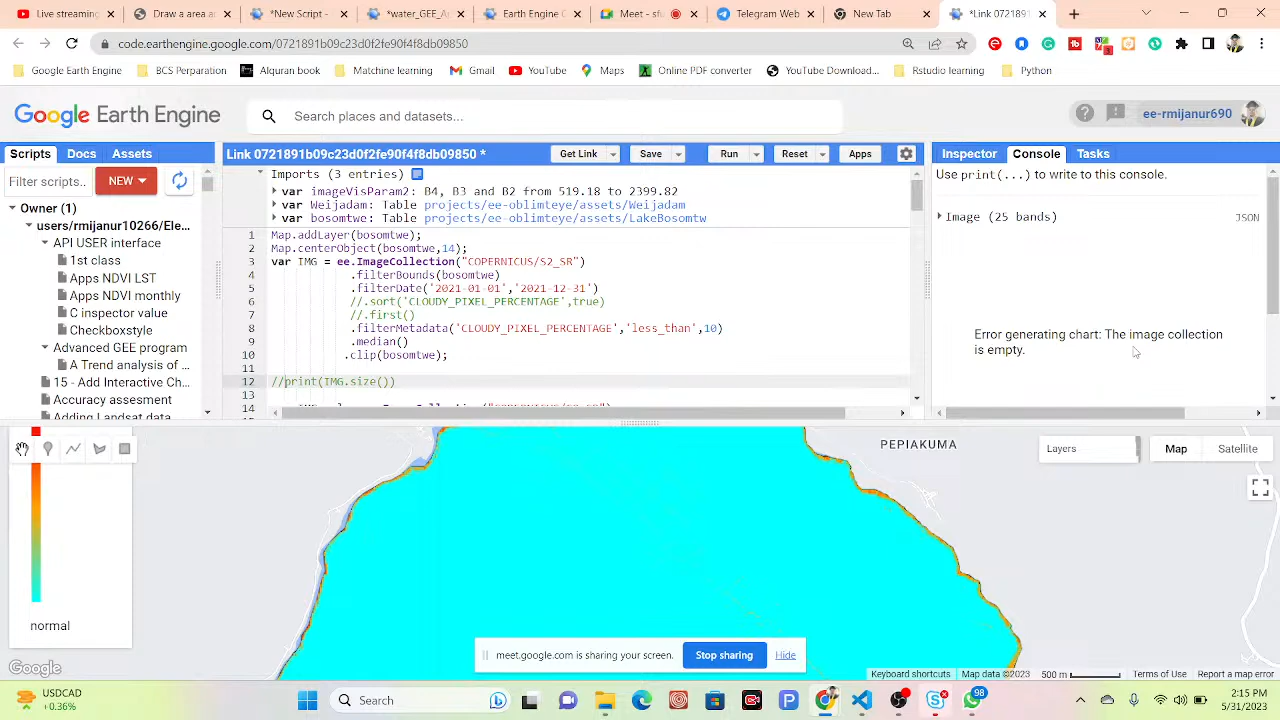 Live streaming
Draw a area a
*New Script -
*water_GEE_As
Earth Engine C
Meet - sfu
Telegram Web
New Tab
*Link 0721891
code.earthengine.google.com/0721891b09c23d0f2fe90f4f8db09850
Google Earth Engine
BCS Perparation
Alquran book
Matchine learning
Gmail
YouTube
Maps
Online PDF converter
YouTube Download...
Rstudio learning
Python
Google Earth Engine
Search places and datasets...
ee-rmijanur690
Scripts
Docs
Assets
Link 0721891b09c23d0f2fe90f4f8db09850 *
Get Link
Save
Run
Reset
Apps
Inspector
Console
Tasks
Filter scripts...
NEW
Owner (1)
users/rmijanur10266/Ele...
API USER interface
1st class
Apps NDVI LST
Apps NDVI monthly
C inspector value
Checkboxstyle
Advanced GEE program
A Trend analysis of ...
15 - Add Interactive Ch...
Accuracy assesment
Adding Landsat data
Imports (3 entries)
var imageVisParam2: B4, B3 and B2 from 519.18 to 2399.82
var Weijadam: Table projects/ee-oblimteye/assets/Weijadam
var bosomtwe: Table projects/ee-oblimteye/assets/LakeBosomtw
1 Map.addLayer(bosomtwe);
2 Map.centerObject(bosomtwe,14);
3 var IMG = ee.ImageCollection("COPERNICUS/S2_SR")
4 .filterBounds(bosomtwe)
5 .filterDate('2021-01-01','2021-12-31')
6 //.sort('CLOUDY_PIXEL_PERCENTAGE',true)
7 //.first()
8 .filterMetadata('CLOUDY_PIXEL_PERCENTAGE','less_than',10)
9 .median()
10 .clip(bosomtwe);
11
12 //print(IMG.size())
13
14
Use print(...) to write to this console.
Image (25 bands)
JSON
Error generating chart: The image collection
is empty.
PEPIAKUMA
Layers
Map
Satellite
normal
Google
meet.google.com is sharing your screen.
Stop sharing
Hide
Keyboard shortcuts
Map data ©2023
500 m
Terms of Use
Report a map error
USDCAD
+0.36%
Search
98
2:15 PM
5/31/2023